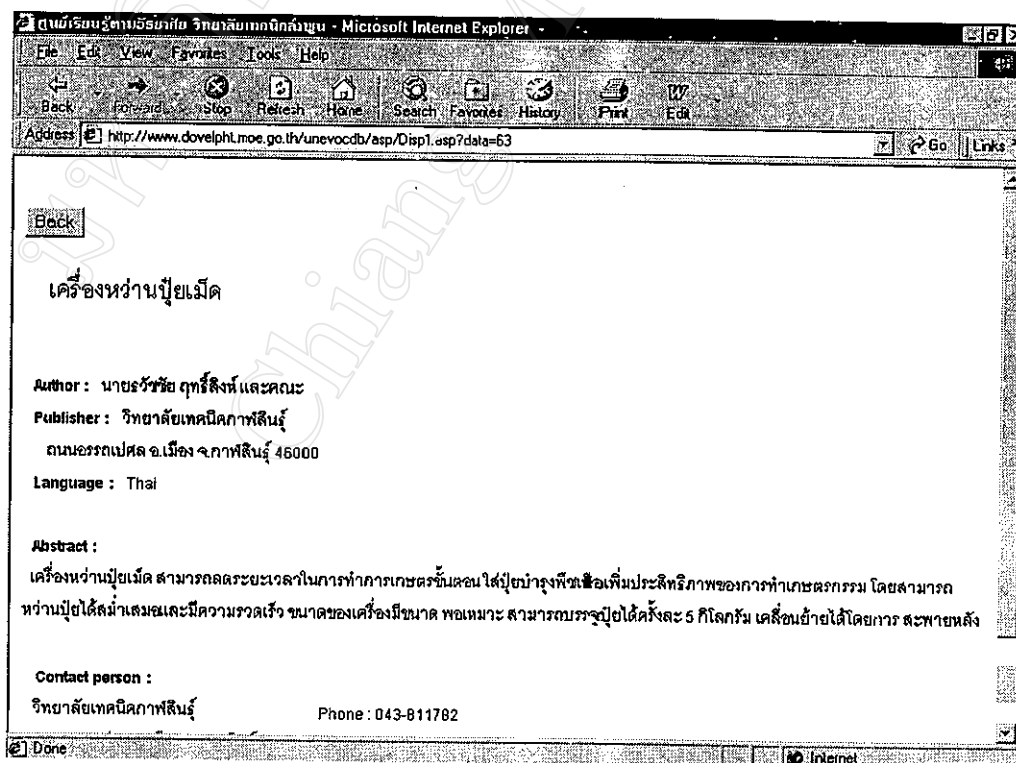 ศูนย์เรียนรู้ตามอัธยาศัย วิทยาลัยเทคนิคลำพูน - Microsoft Internet Explorer
File Edit View Favorites Tools Help
Back Forward Stop Refresh Home Search Favorites History Print Edit
Address http://www.dovelpht.moe.go.th/unevocdb/asp/Disp1.asp?data=63 Go Links
Back
เครื่องหว่านปุ๋ยเม็ด
Author : นายธวัชชัย ฤทธิ์สิงห์ และคณะ
Publisher : วิทยาลัยเทคนิคกาฬสินธุ์
ถนนอรรถเปศล อ.เมือง จ.กาฬสินธุ์ 46000
Language : Thai
Abstract :
เครื่องหว่านปุ๋ยเม็ด สามารถลดระยะเวลาในการทำการเกษตรขั้นตอน ใส่ปุ๋ยบำรุงพืชเพื่อเพิ่มประสิทธิภาพของการทำเกษตรกรรม โดยสามารถ
หว่านปุ๋ยได้สม่ำเสมอและมีความรวดเร็ว ขนาดของเครื่องมีขนาด พอเหมาะ สามารถบรรจุปุ๋ยได้ครั้งละ 5 กิโลกรัม เคลื่อนย้ายได้โดยการ สะพายหลัง
Contact person :
วิทยาลัยเทคนิคกาฬสินธุ์ Phone : 043-811782
Done Internet